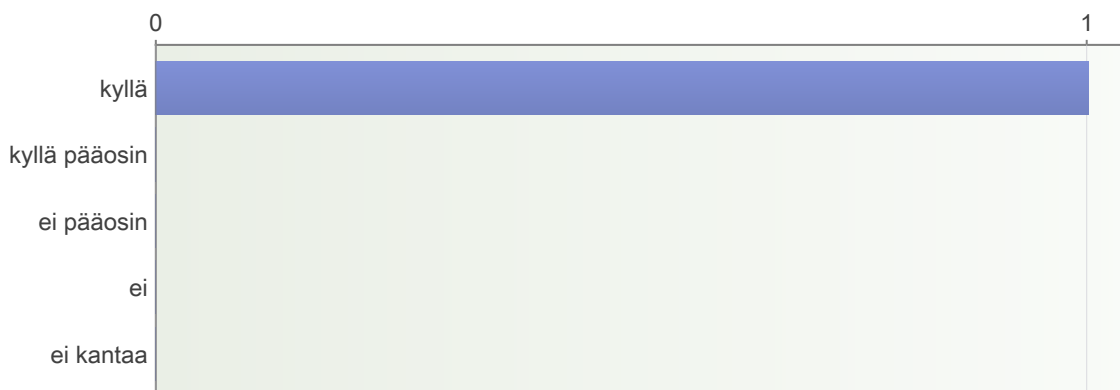 0 1
kyllä
kyllä pääosin
ei pääosin
ei
ei kantaa